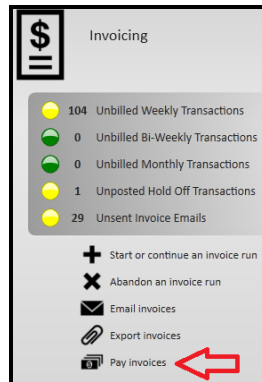 $
Invoicing
104 Unbilled Weekly Transactions
0 Unbilled Bi-Weekly Transactions
0 Unbilled Monthly Transactions
1 Unposted Hold Off Transactions
29 Unsent Invoice Emails
Start or continue an invoice run
Abandon an invoice run
Email invoices
Export invoices
Pay invoices